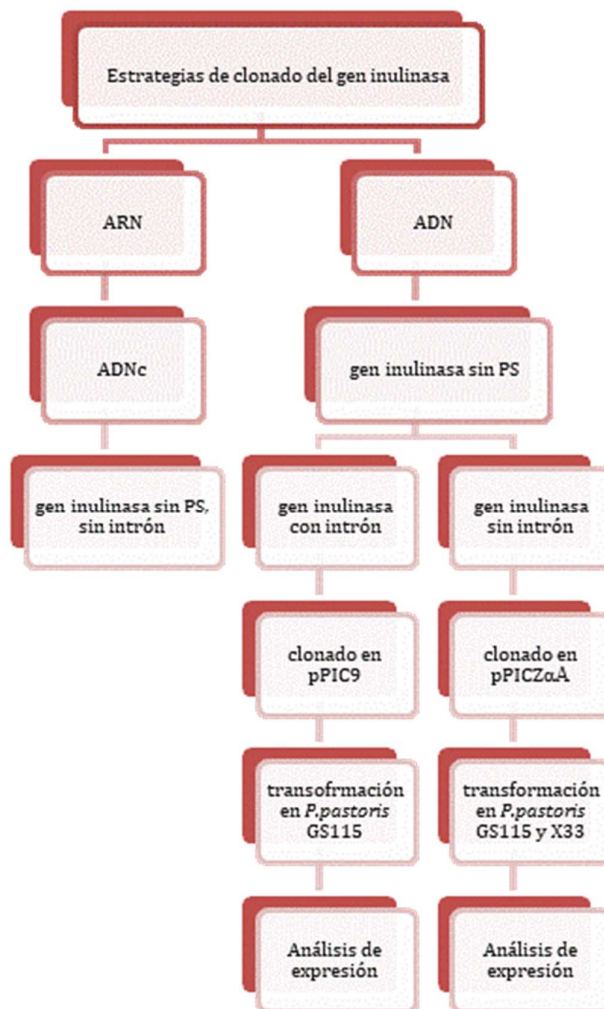 Estrategias de clonado del gen inulinasa
ARN
ADN
ADNc
gen inulinasa sin PS
gen inulinasa sin PS,
sin intrón
gen inulinasa
con intrón
gen inulinasa
sin intrón
clonado en
pPIC9
clonado en
pPICZαA
transofrmación
en P.pastoris
GS115
transformación
en P.pastoris
GS115 y X33
Análisis de
expresión
Análisis de
expresión